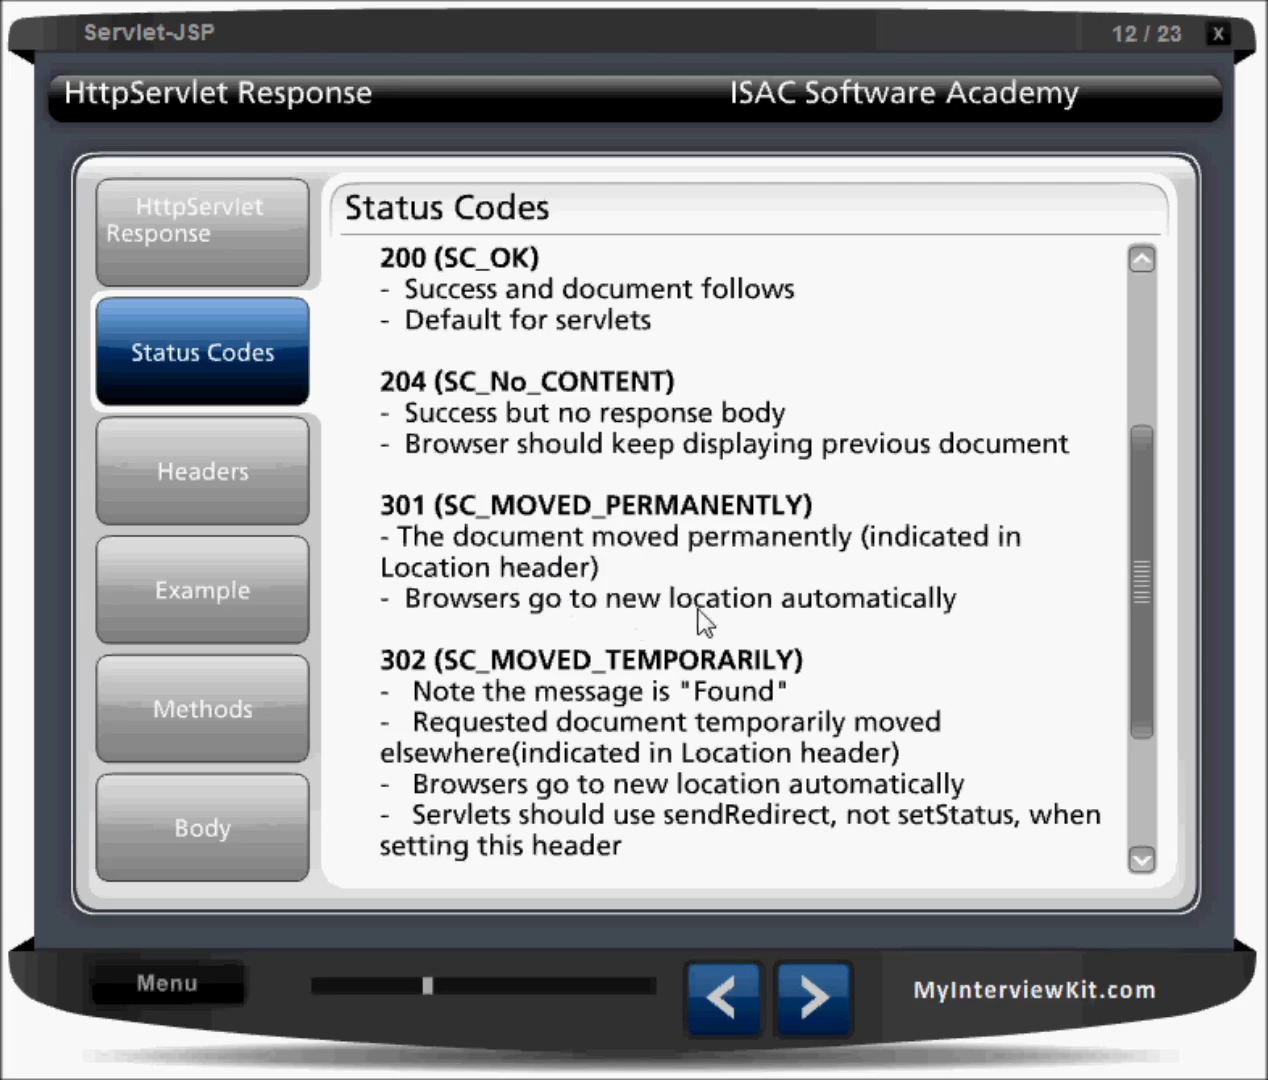 Servlet-JSP
12 / 23
X
HttpServlet Response
ISAC Software Academy
HttpServlet
Response
Status Codes
Headers
Example
Methods
Body
Status Codes
200 (SC_OK)
- Success and document follows
- Default for servlets
204 (SC_No_CONTENT)
- Success but no response body
- Browser should keep displaying previous document
301 (SC_MOVED_PERMANENTLY)
- The document moved permanently (indicated in
Location header)
- Browsers go to new location automatically
302 (SC_MOVED_TEMPORARILY)
- Note the message is "Found"
- Requested document temporarily moved
elsewhere(indicated in Location header)
- Browsers go to new location automatically
- Servlets should use sendRedirect, not setStatus, when
setting this header
Menu
MyInterviewKit.com